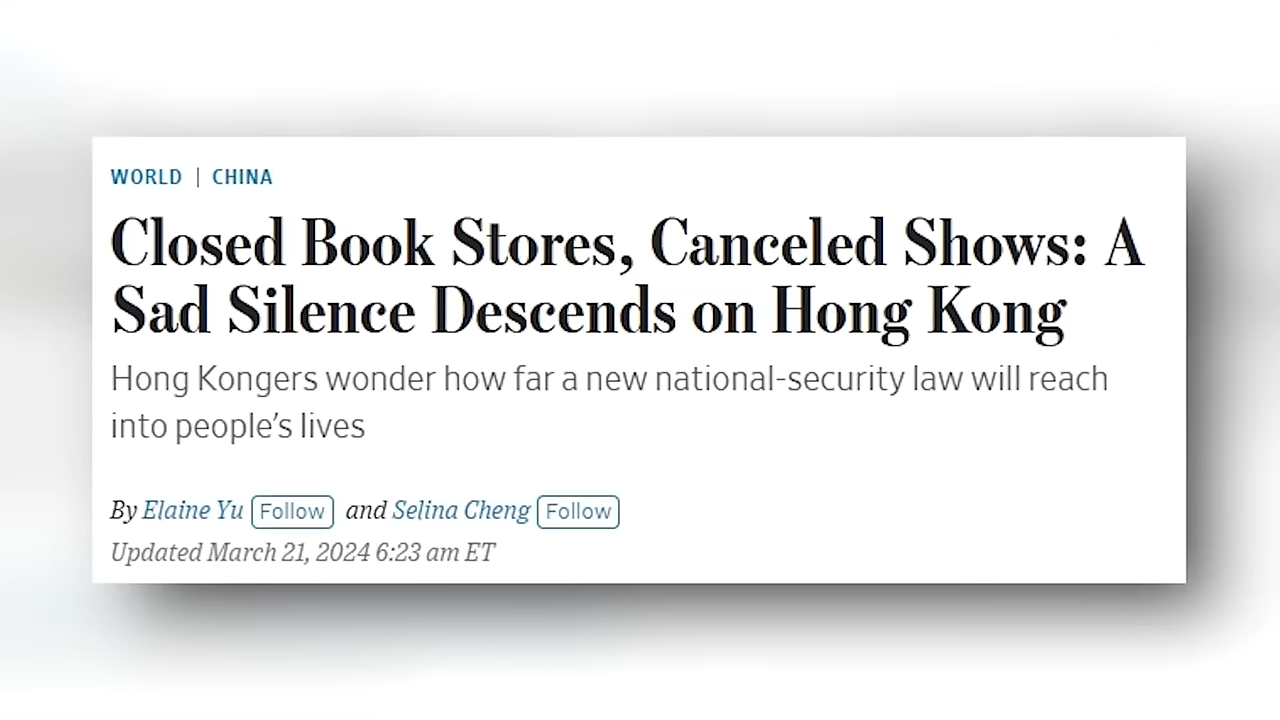 WORLD | CHINA
Closed Book Stores, Canceled Shows: A
Sad Silence Descends on Hong Kong
Hong Kongers wonder how far a new national-security law will reach
into people’s lives
By Elaine Yu Follow and Selina Cheng Follow
Updated March 21, 2024 6:23 am ET